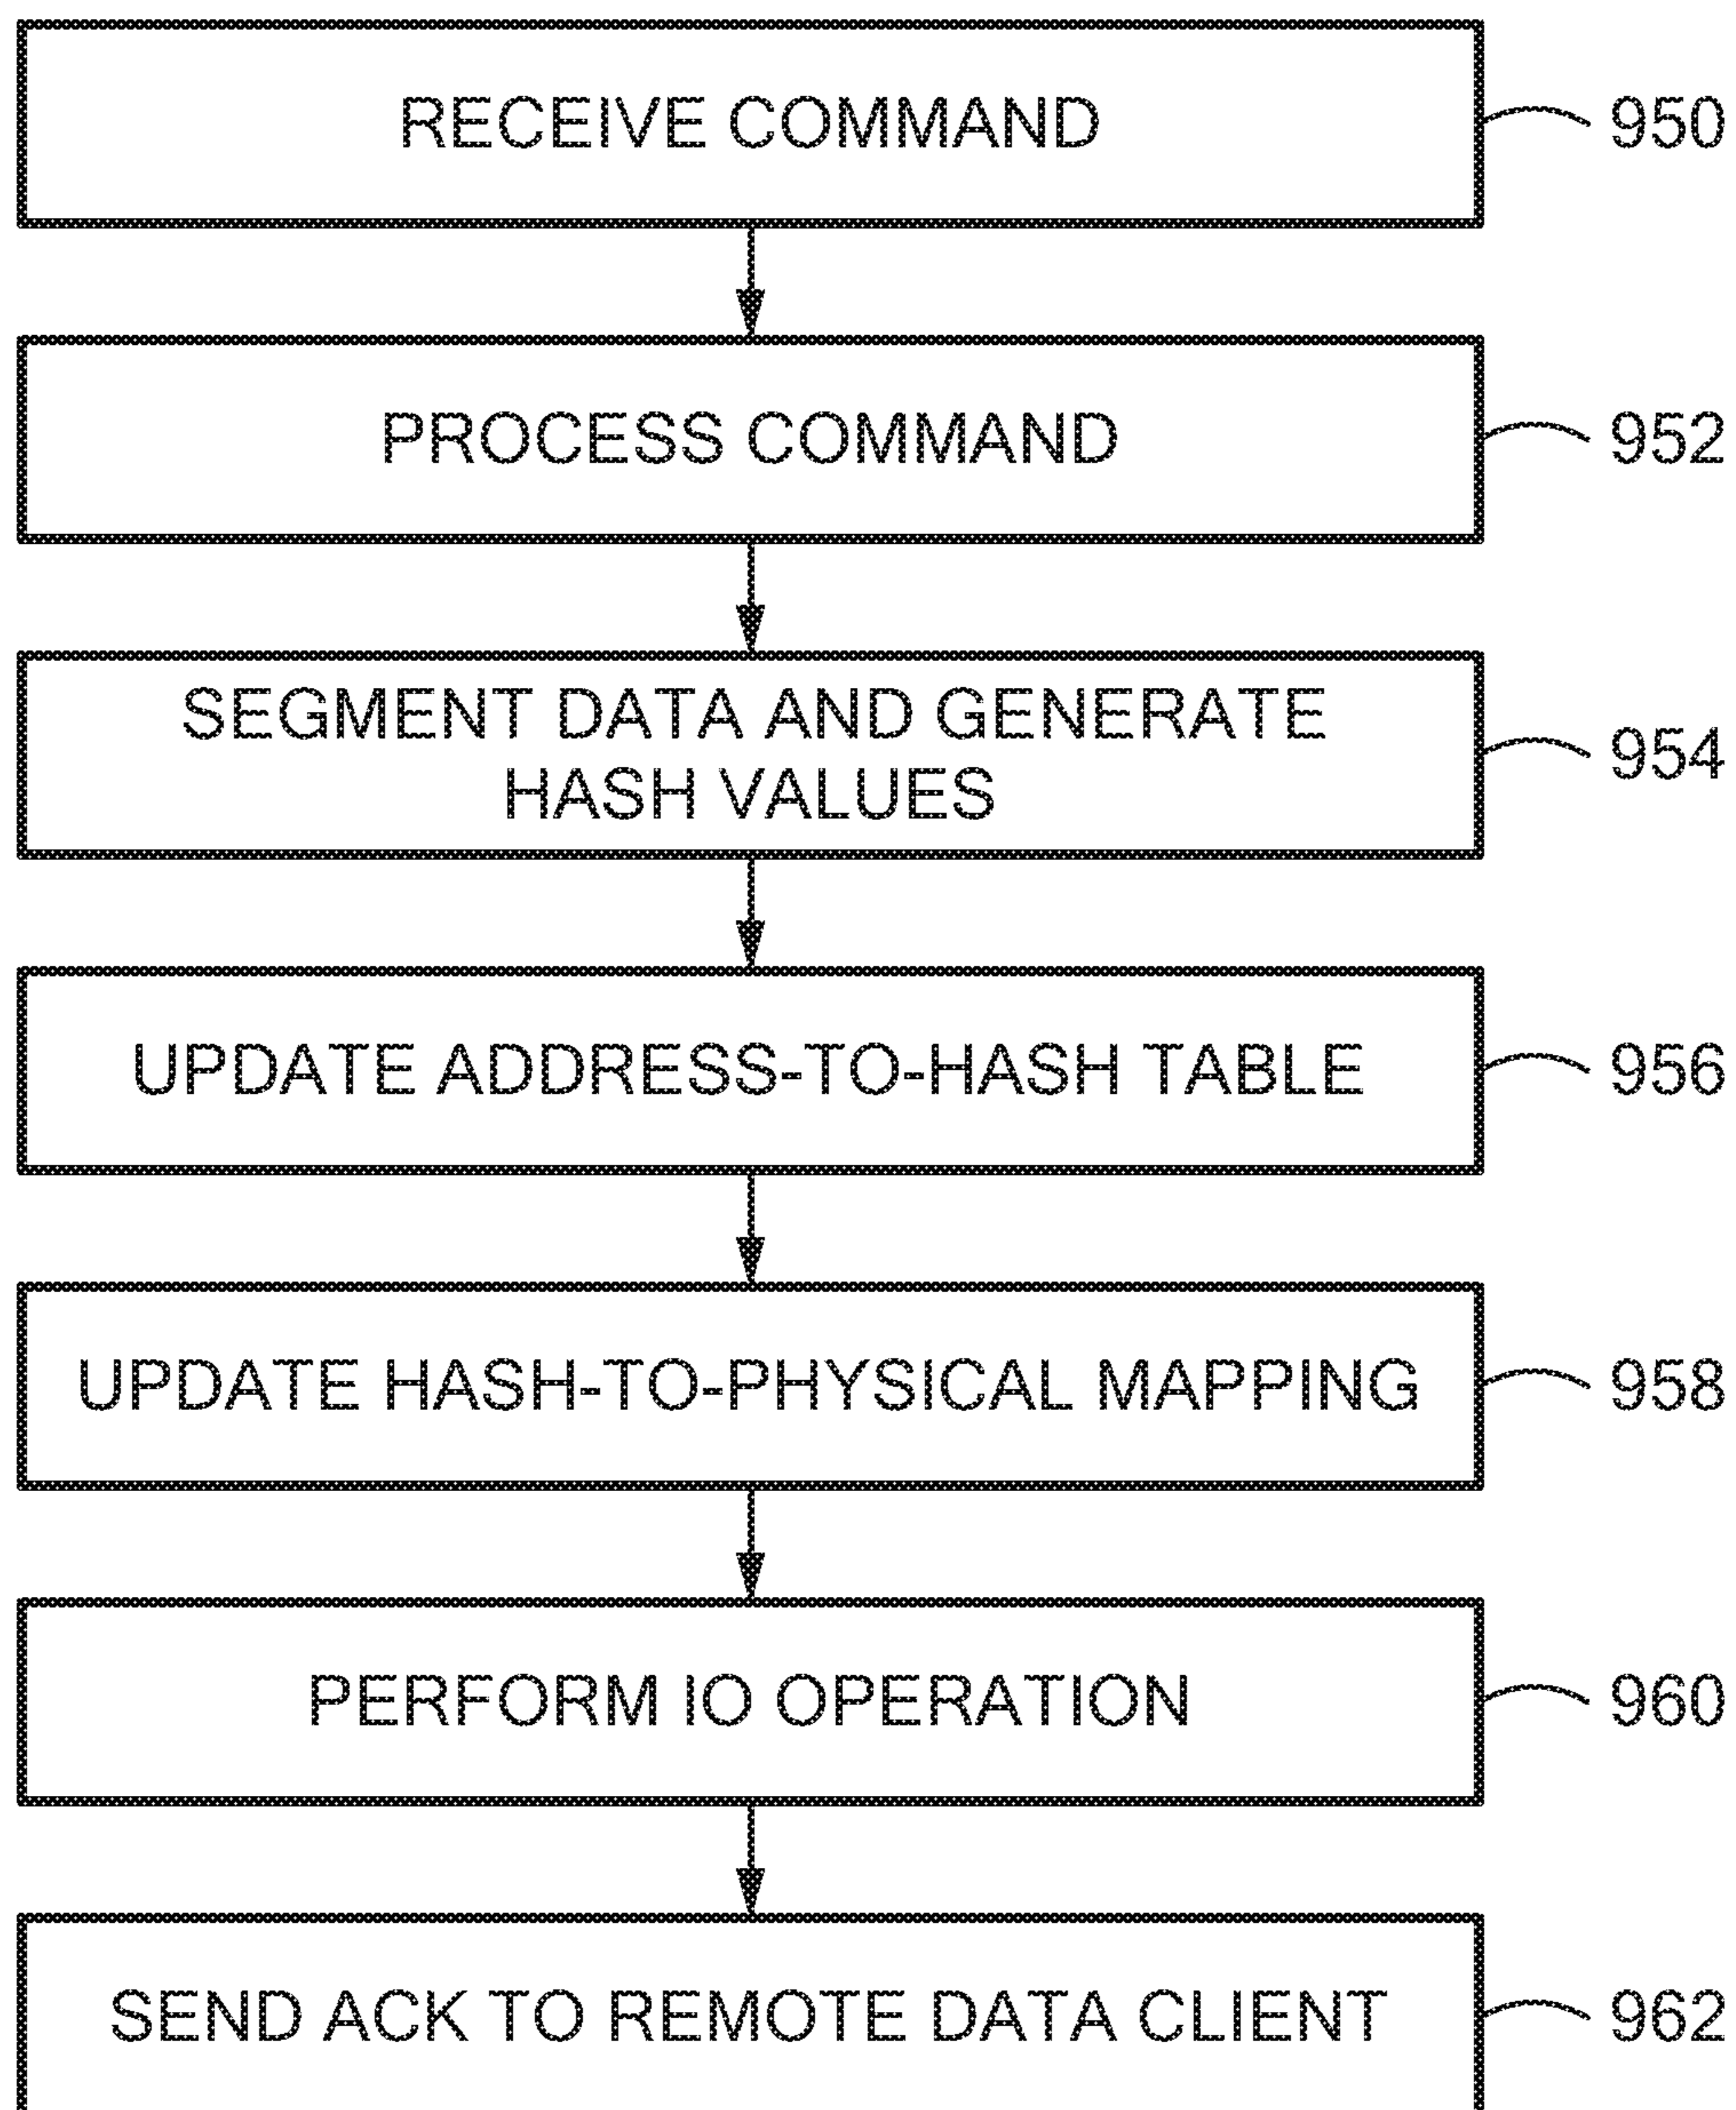 RECEIVE COMMAND
950
PROCESS COMMAND
952
SEGMENT DATA AND GENERATE
HASH VALUES
954
UPDATE ADDRESS-TO-HASH TABLE
956
UPDATE HASH-TO-PHYSICAL MAPPING
958
PERFORM IO OPERATION
960
SEND ACK TO REMOTE DATA CLIENT
962